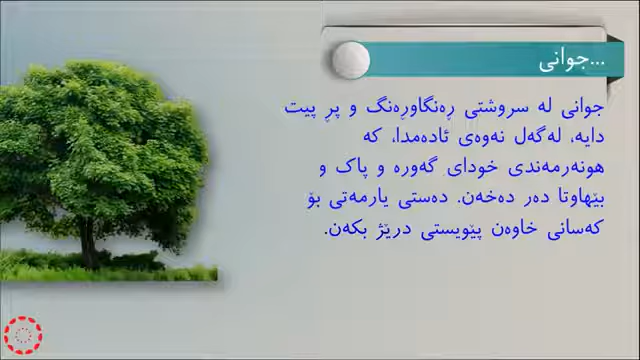 جوانی...
جوانی لە سروشتی ڕەنگاوڕەنگ و پڕ پیت
دایە، لەگەل نەوەی ئادەمدا، کە
هونەرمەندی خودای گەورە و پاک و
بێهاوتا دەر دەخەن. دەستی یارمەتی بۆ
کەسانی خاوەن پێویستی درێژ بکەن.